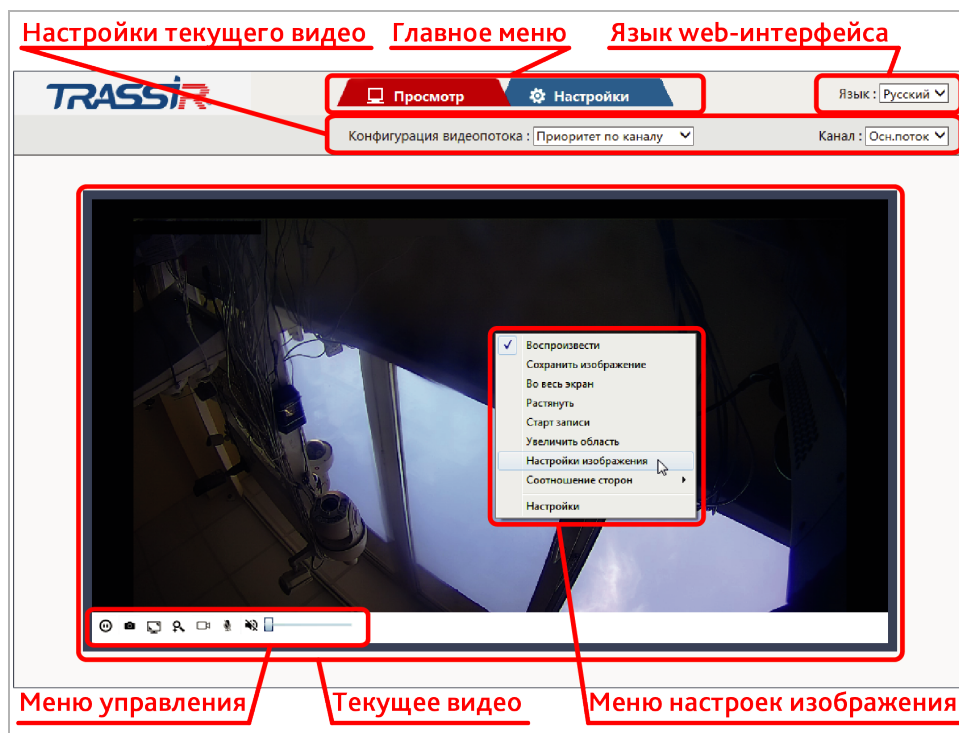 Настройки текущего видео Главное меню Язык web-интерфейса
TRASSIR
Просмотр Настройки Язык : Русский
Конфигурация видеопотока : Приоритет по каналу Канал : Осн.поток
Воспроизвести
Сохранить изображение
Во весь экран
Растянуть
Старт записи
Увеличить область
Настройки изображения
Соотношение сторон
Настройки
Меню управления Текущее видео Меню настроек изображения